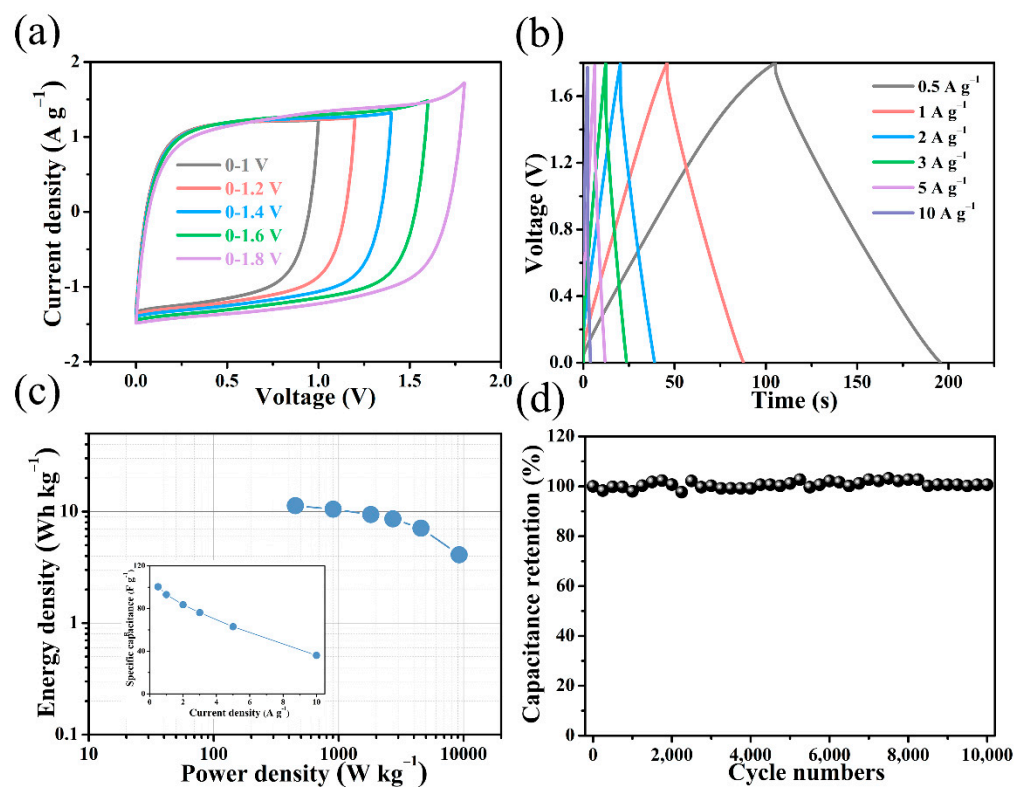 (a)
Current density (A g⁻¹)
2
1
0
-1
-2
0-1 V
0-1.2 V
0-1.4 V
0-1.6 V
0-1.8 V
0.0
0.5
1.0
1.5
2.0
Voltage (V)
(b)
Voltage (V)
1.6
1.2
0.8
0.4
0.0
0.5 A g⁻¹
1 A g⁻¹
2 A g⁻¹
3 A g⁻¹
5 A g⁻¹
10 A g⁻¹
0
50
100
150
200
Time (s)
(c)
Energy density (Wh kg⁻¹)
10
1
0.1
Specific capacitance (F g⁻¹)
120
80
40
0
0
2
4
6
8
10
Current density (A g⁻¹)
10
100
1000
10000
Power density (W kg⁻¹)
(d)
Capacitance retention (%)
120
100
80
60
40
20
0
0
2,000
4,000
6,000
8,000
10,000
Cycle numbers